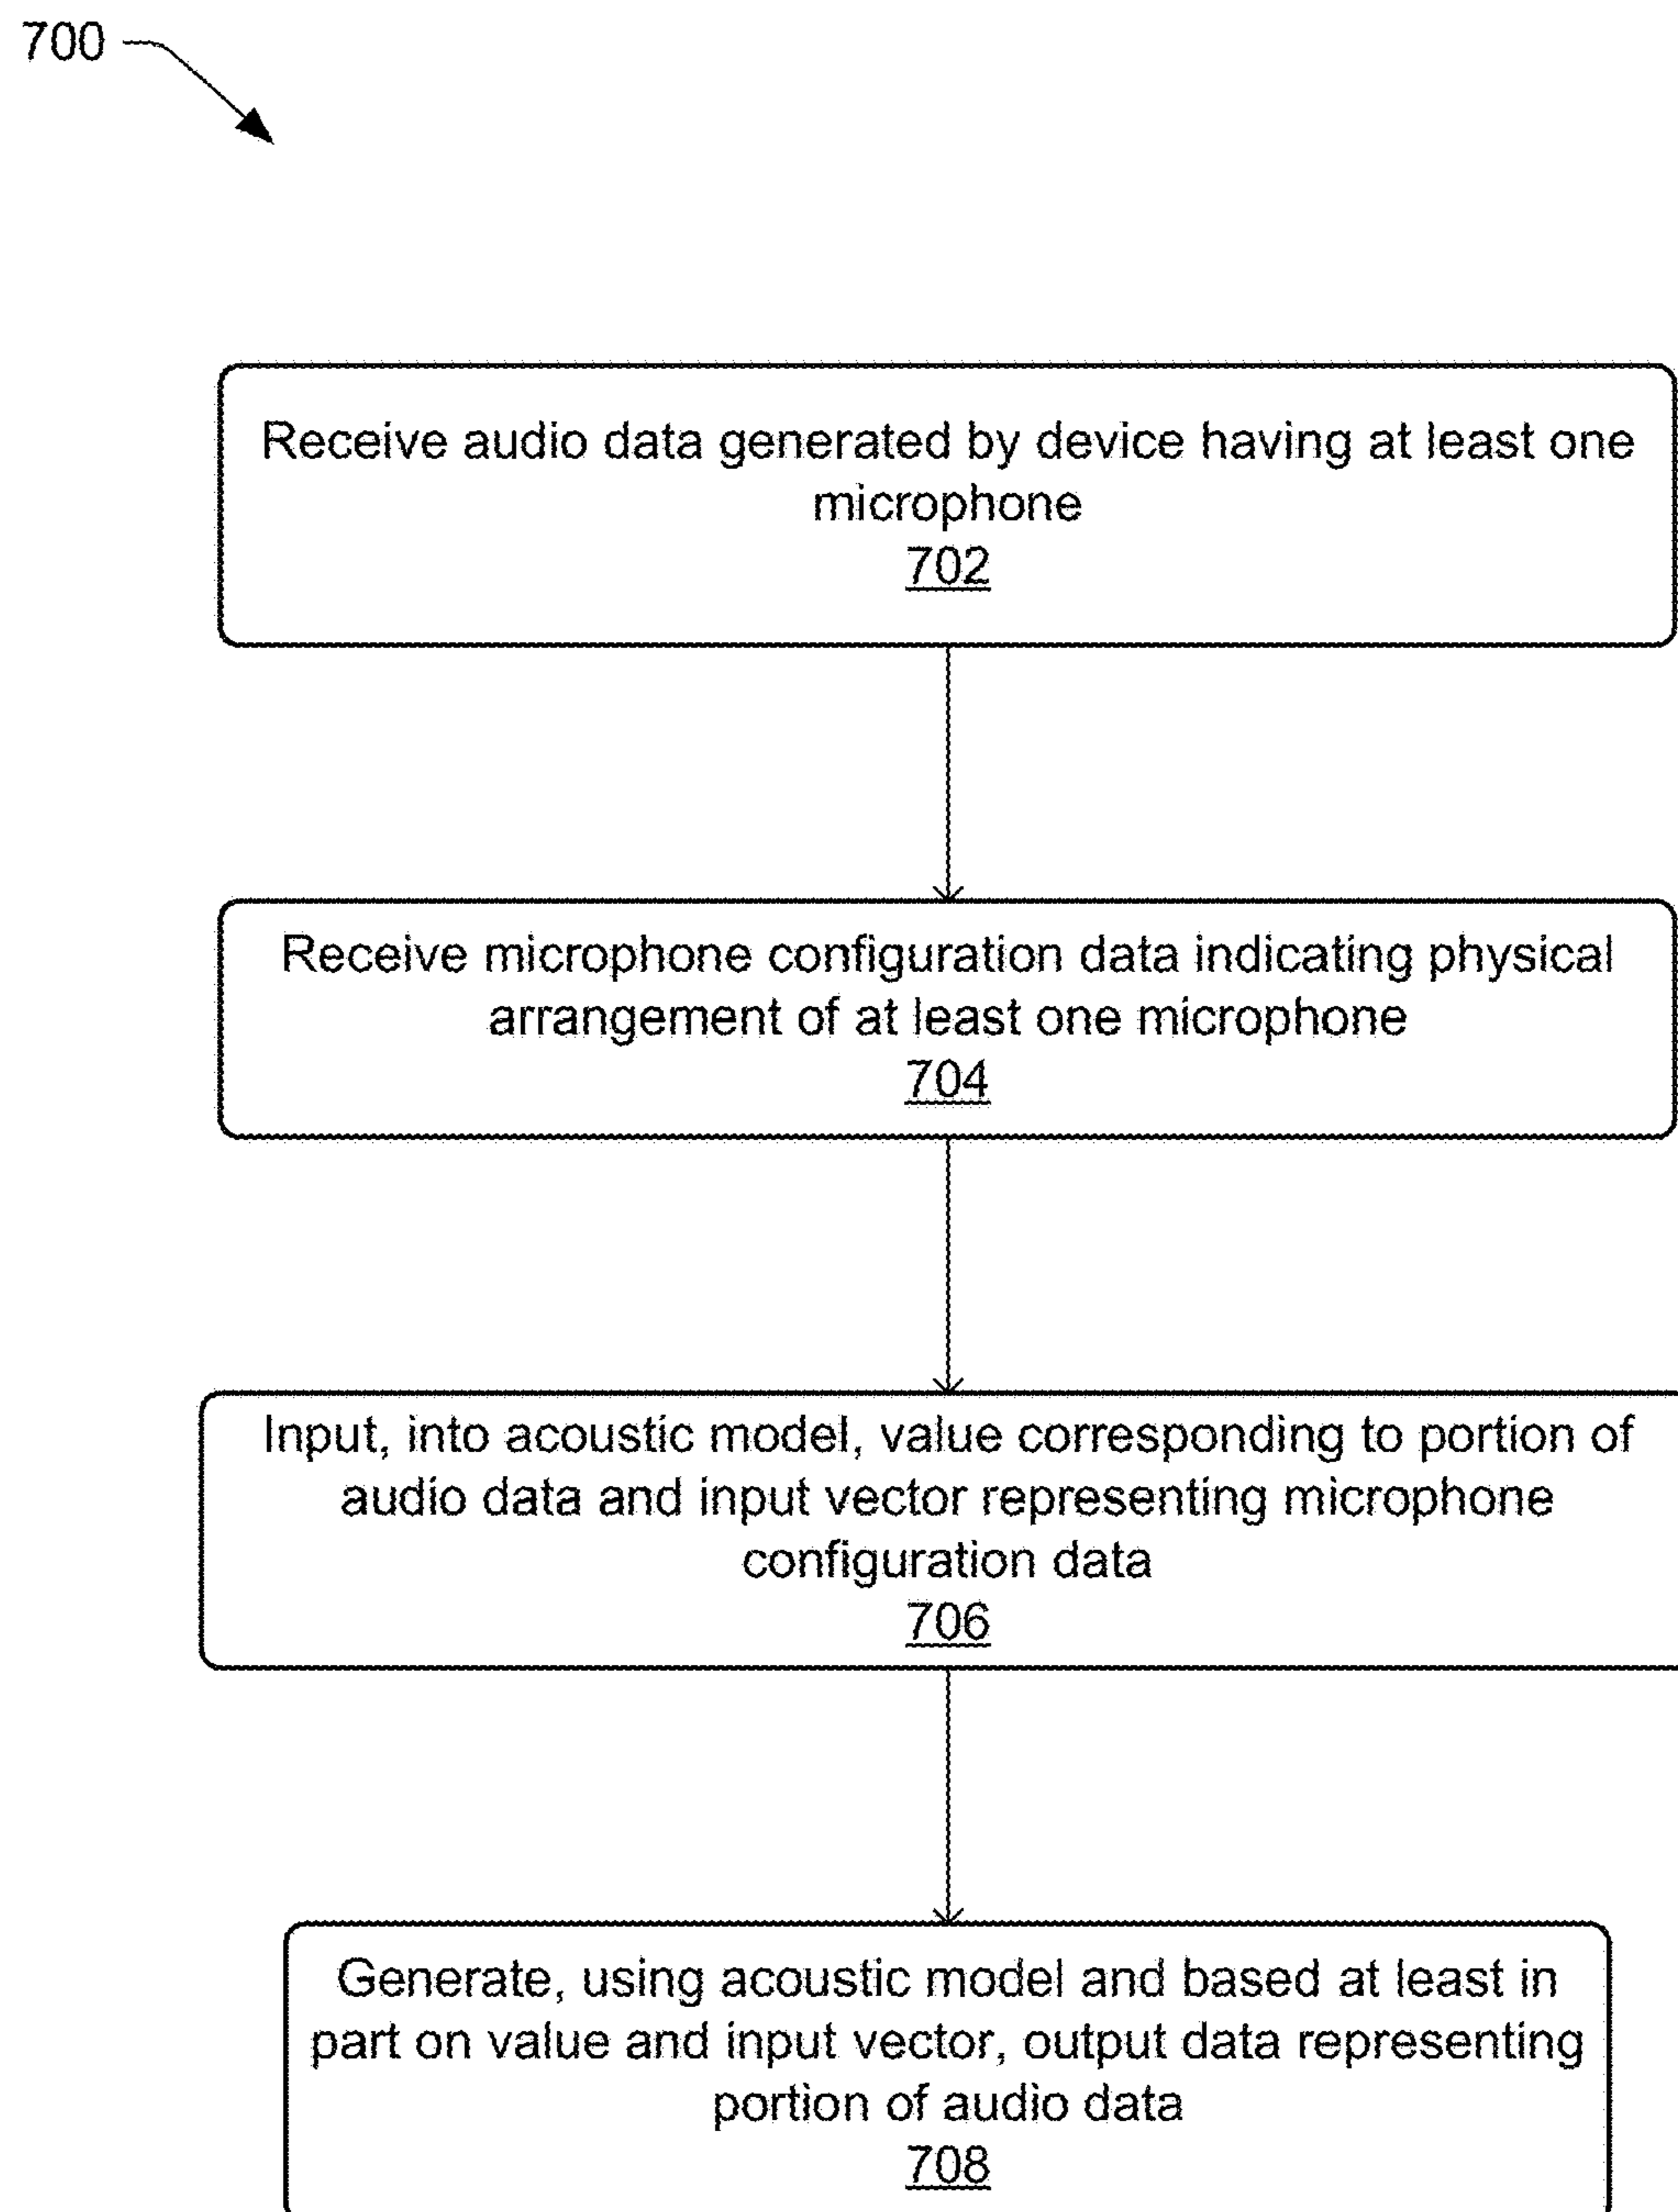 700
Receive audio data generated by device having at least one
microphone
702
Receive microphone configuration data indicating physical
arrangement of at least one microphone
704
Input, into acoustic model, value corresponding to portion of
audio data and input vector representing microphone
configuration data
706
Generate, using acoustic model and based at least in
part on value and input vector, output data representing
portion of audio data
708